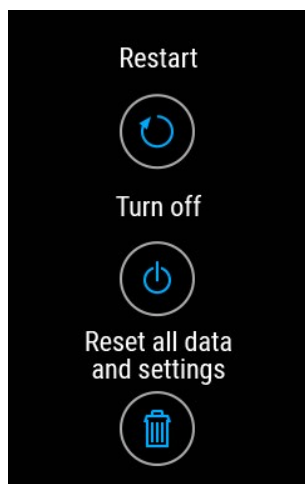 Restart
Turn off
Reset all data
and settings